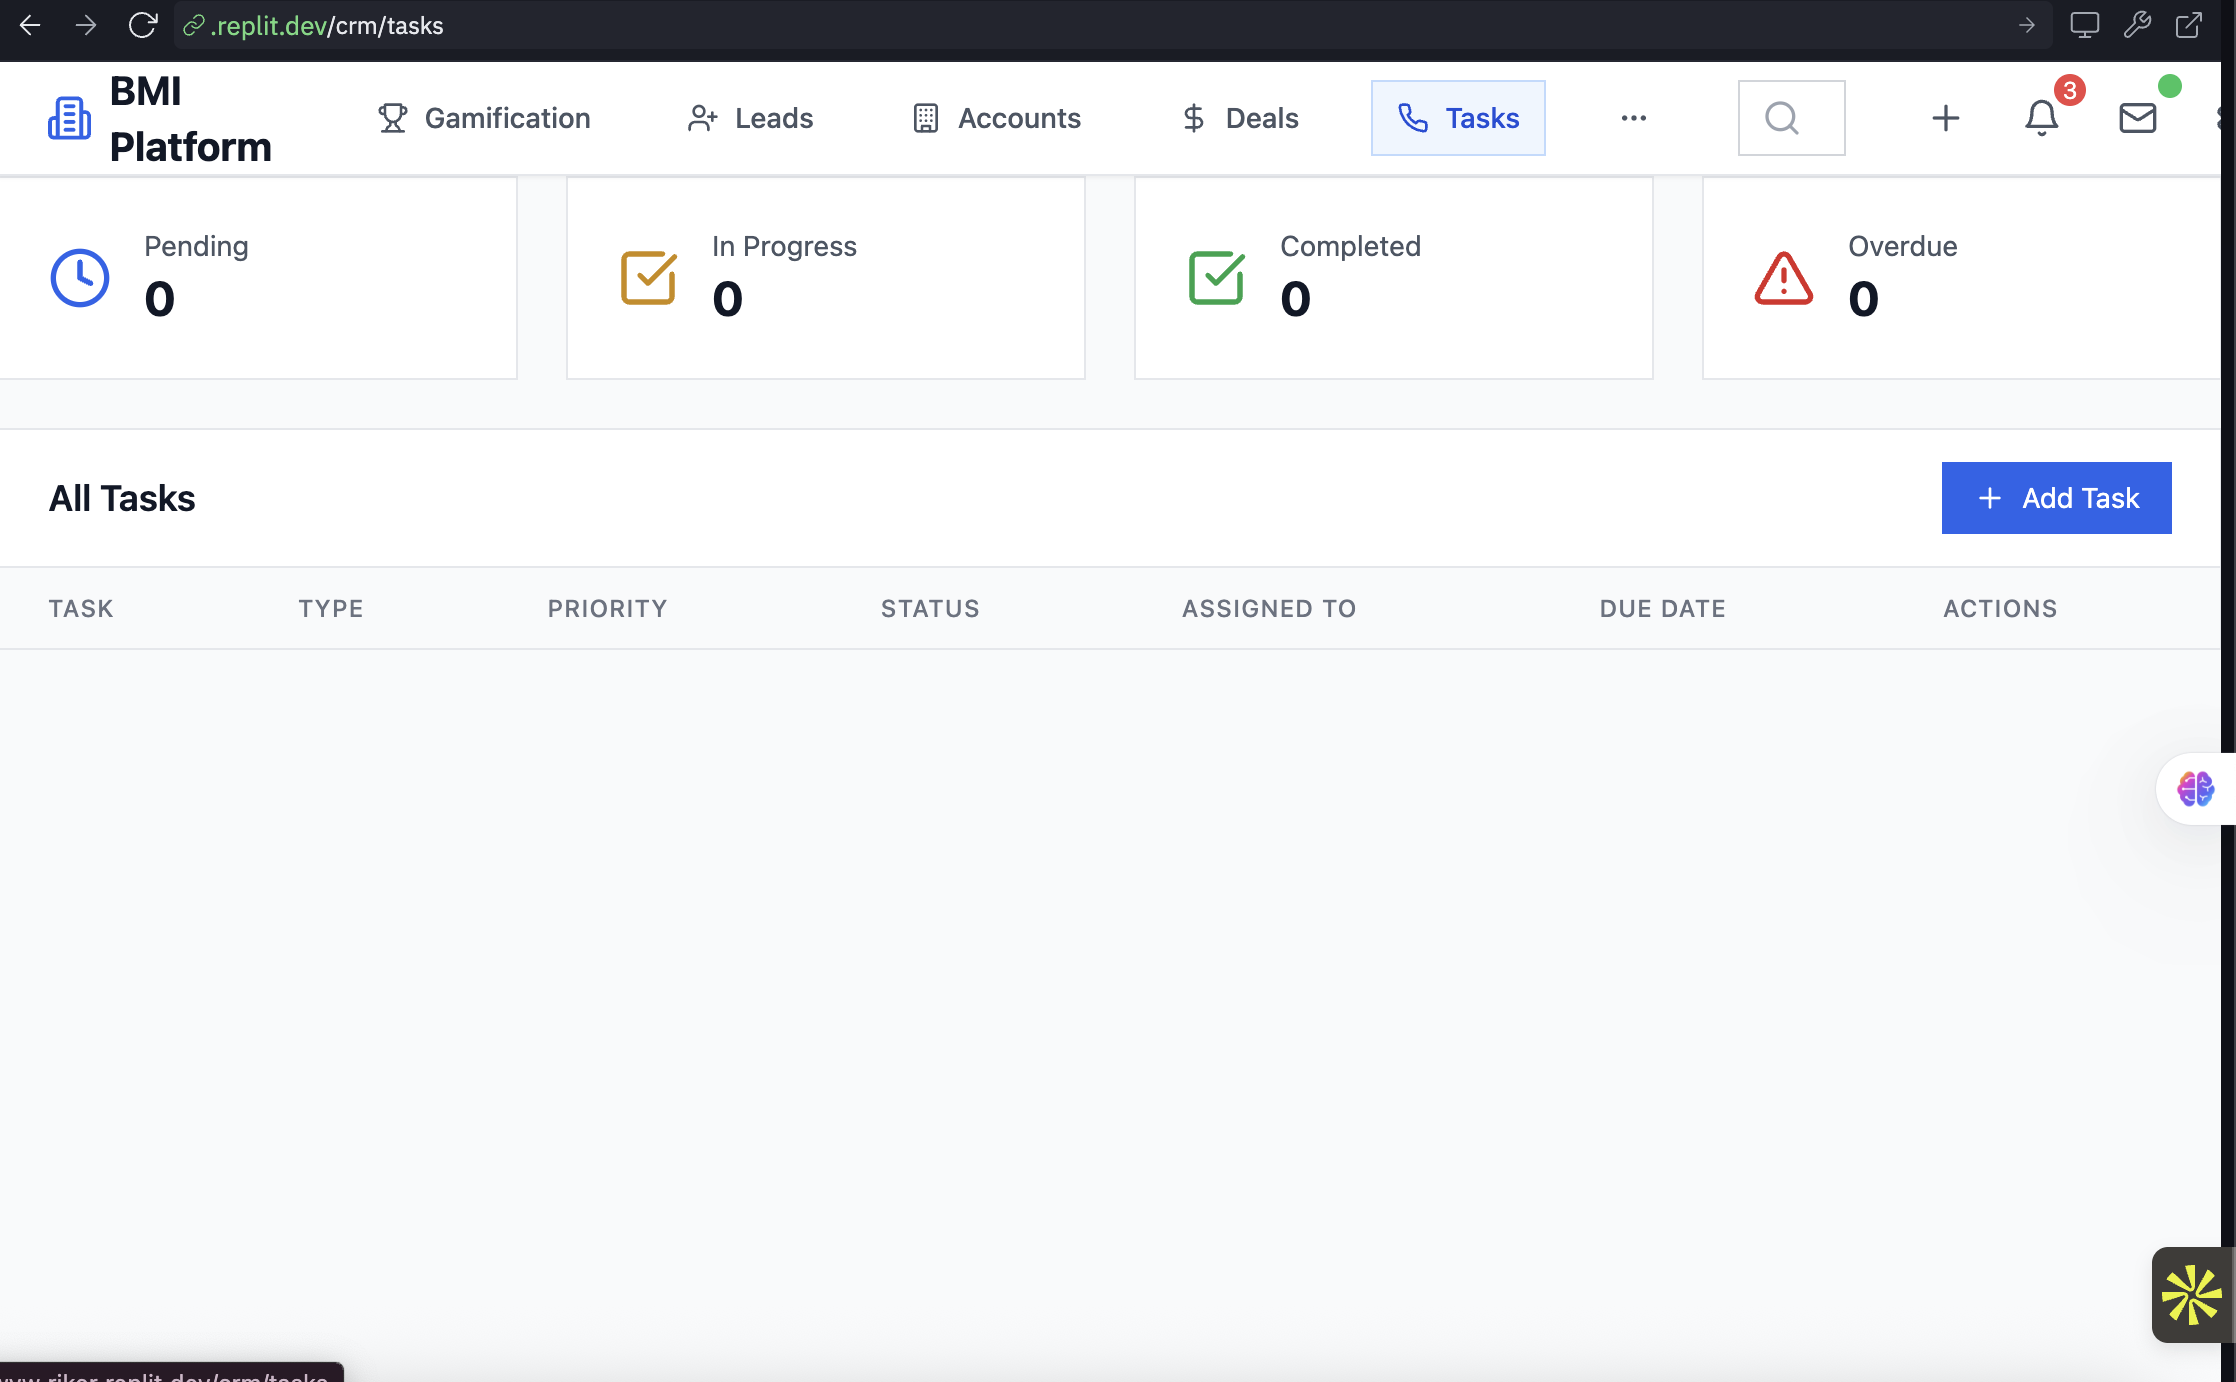 .replit.dev/crm/tasks
BMI
Platform
Gamification
Leads
Accounts
Deals
Tasks
3
Pending
0
In Progress
0
Completed
0
Overdue
0
All Tasks
Add Task
TASK TYPE PRIORITY STATUS ASSIGNED TO DUE DATE ACTIONS
.replit.dev/crm/tasks